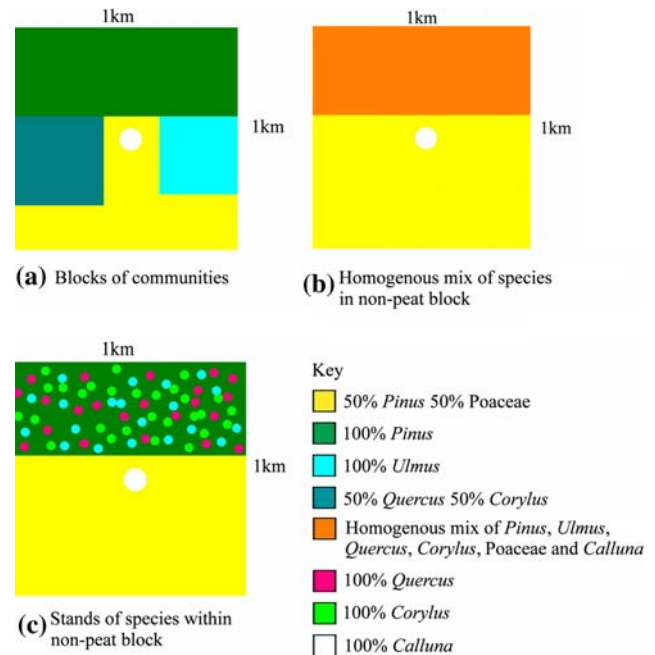 1km
1km
1km
1km
(a) Blocks of communities
(b) Homogenous mix of species
in non-peat block
1km
1km
(c) Stands of species within
non-peat block
Key
50% Pinus 50% Poaceae
100% Pinus
100% Ulmus
50% Quercus 50% Corylus
Homogenous mix of Pinus, Ulmus,
Quercus, Corylus, Poaceae and Calluna
100% Quercus
100% Corylus
100% Calluna